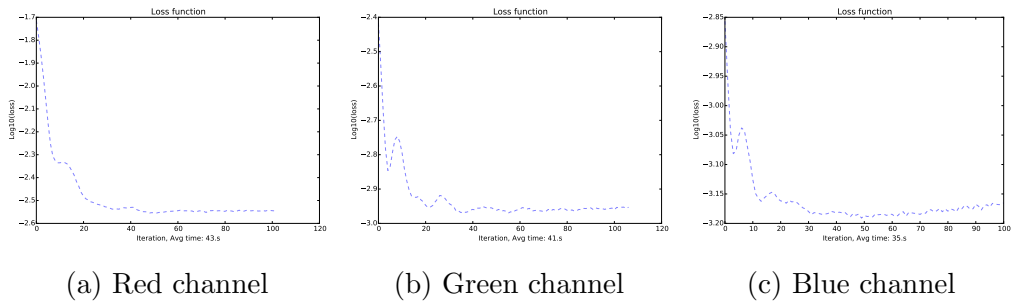 Loss function
Log10(loss)
−1.7
−1.8
−1.9
−2.0
−2.1
−2.2
−2.3
−2.4
−2.5
−2.6
0 20 40 60 80 100 120
Iteration, Avg time: 43.s
(a) Red channel
Loss function
Log10(loss)
−2.4
−2.5
−2.6
−2.7
−2.8
−2.9
−3.0
0 20 40 60 80 100 120
Iteration, Avg time: 41.s
(b) Green channel
Loss function
Log10(loss)
−2.85
−2.90
−2.95
−3.00
−3.05
−3.10
−3.15
−3.20
0 10 20 30 40 50 60 70 80 90 100
Iteration, Avg time: 35.s
(c) Blue channel